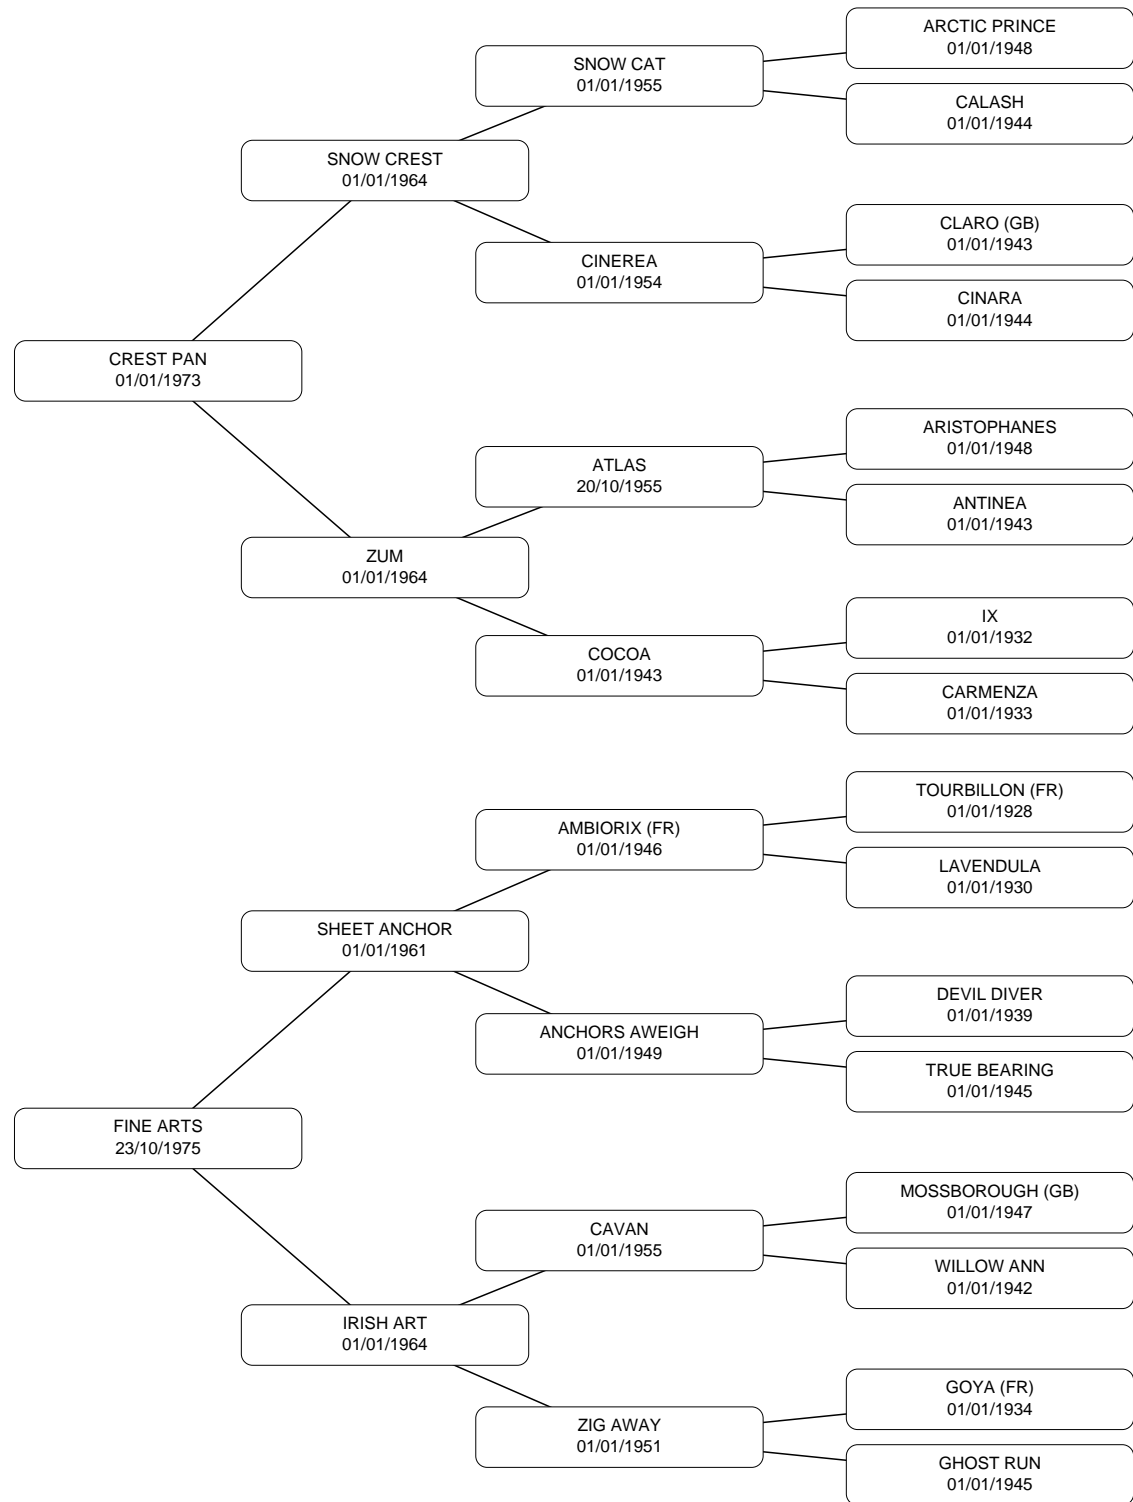 ARCTIC PRINCE
01/01/1948
SNOW CAT
01/01/1955
CALASH
01/01/1944
SNOW CREST
01/01/1964
CLARO (GB)
01/01/1943
CINEREA
01/01/1954
CINARA
01/01/1944
CREST PAN
01/01/1973
ARISTOPHANES
01/01/1948
ATLAS
20/10/1955
ANTINEA
01/01/1943
ZUM
01/01/1964
IX
01/01/1932
COCOA
01/01/1943
CARMENZA
01/01/1933
TOURBILLON (FR)
01/01/1928
AMBIORIX (FR)
01/01/1946
LAVENDULA
01/01/1930
SHEET ANCHOR
01/01/1961
DEVIL DIVER
01/01/1939
ANCHORS AWEIGH
01/01/1949
TRUE BEARING
01/01/1945
FINE ARTS
23/10/1975
MOSSBOROUGH (GB)
01/01/1947
CAVAN
01/01/1955
WILLOW ANN
01/01/1942
IRISH ART
01/01/1964
GOYA (FR)
01/01/1934
ZIG AWAY
01/01/1951
GHOST RUN
01/01/1945